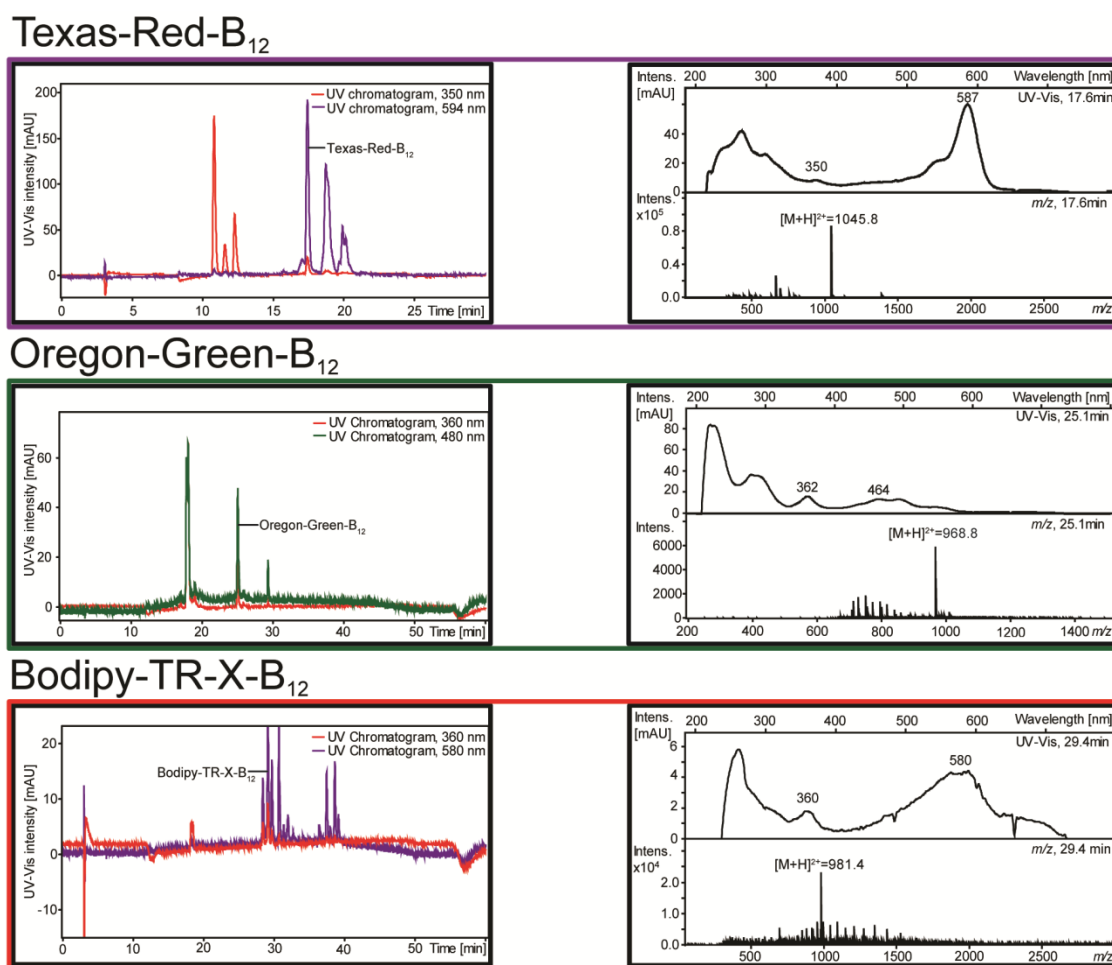 Texas-Red-B₁₂
UV-Vis intensity [mAU]
200
150
100
50
0
UV chromatogram, 350 nm
UV chromatogram, 594 nm
Texas-Red-B₁₂
0 5 10 15 20 25 Time [min]
200 300 400 500 600 Wavelength [nm]
Intens.
[mAU]
UV-Vis, 17.6min
40
20
0
350
587
Intens.
x10⁵
m/z, 17.6min
0.8
0.4
0.0
[M+H]²⁺=1045.8
500 1000 1500 2000 2500 m/z
Oregon-Green-B₁₂
UV-Vis intensity [mAU]
60
40
20
0
UV Chromatogram, 360 nm
UV Chromatogram, 480 nm
Oregon-Green-B₁₂
0 10 20 30 40 50 Time [min]
Intens.
[mAU]
200 300 400 500 600 Wavelength [nm]
UV-Vis, 25.1min
80
60
40
20
0
362
464
Intens.
m/z, 25.1min
6000
4000
2000
0
[M+H]²⁺=968.8
200 400 600 800 1000 1200 1400 m/z
Bodipy-TR-X-B₁₂
UV-Vis intensity [mAU]
20
10
0
-10
UV Chromatogram, 360 nm
UV Chromatogram, 580 nm
Bodipy-TR-X-B₁₂
0 10 20 30 40 50 Time [min]
Intens.
[mAU]
200 300 400 500 600 Wavelength [nm]
UV-Vis, 29.4min
6
4
2
0
360
580
Intens.
x10⁴
m/z, 29.4 min
2.0
1.0
0.0
[M+H]²⁺=981.4
500 1000 1500 2000 2500 m/z